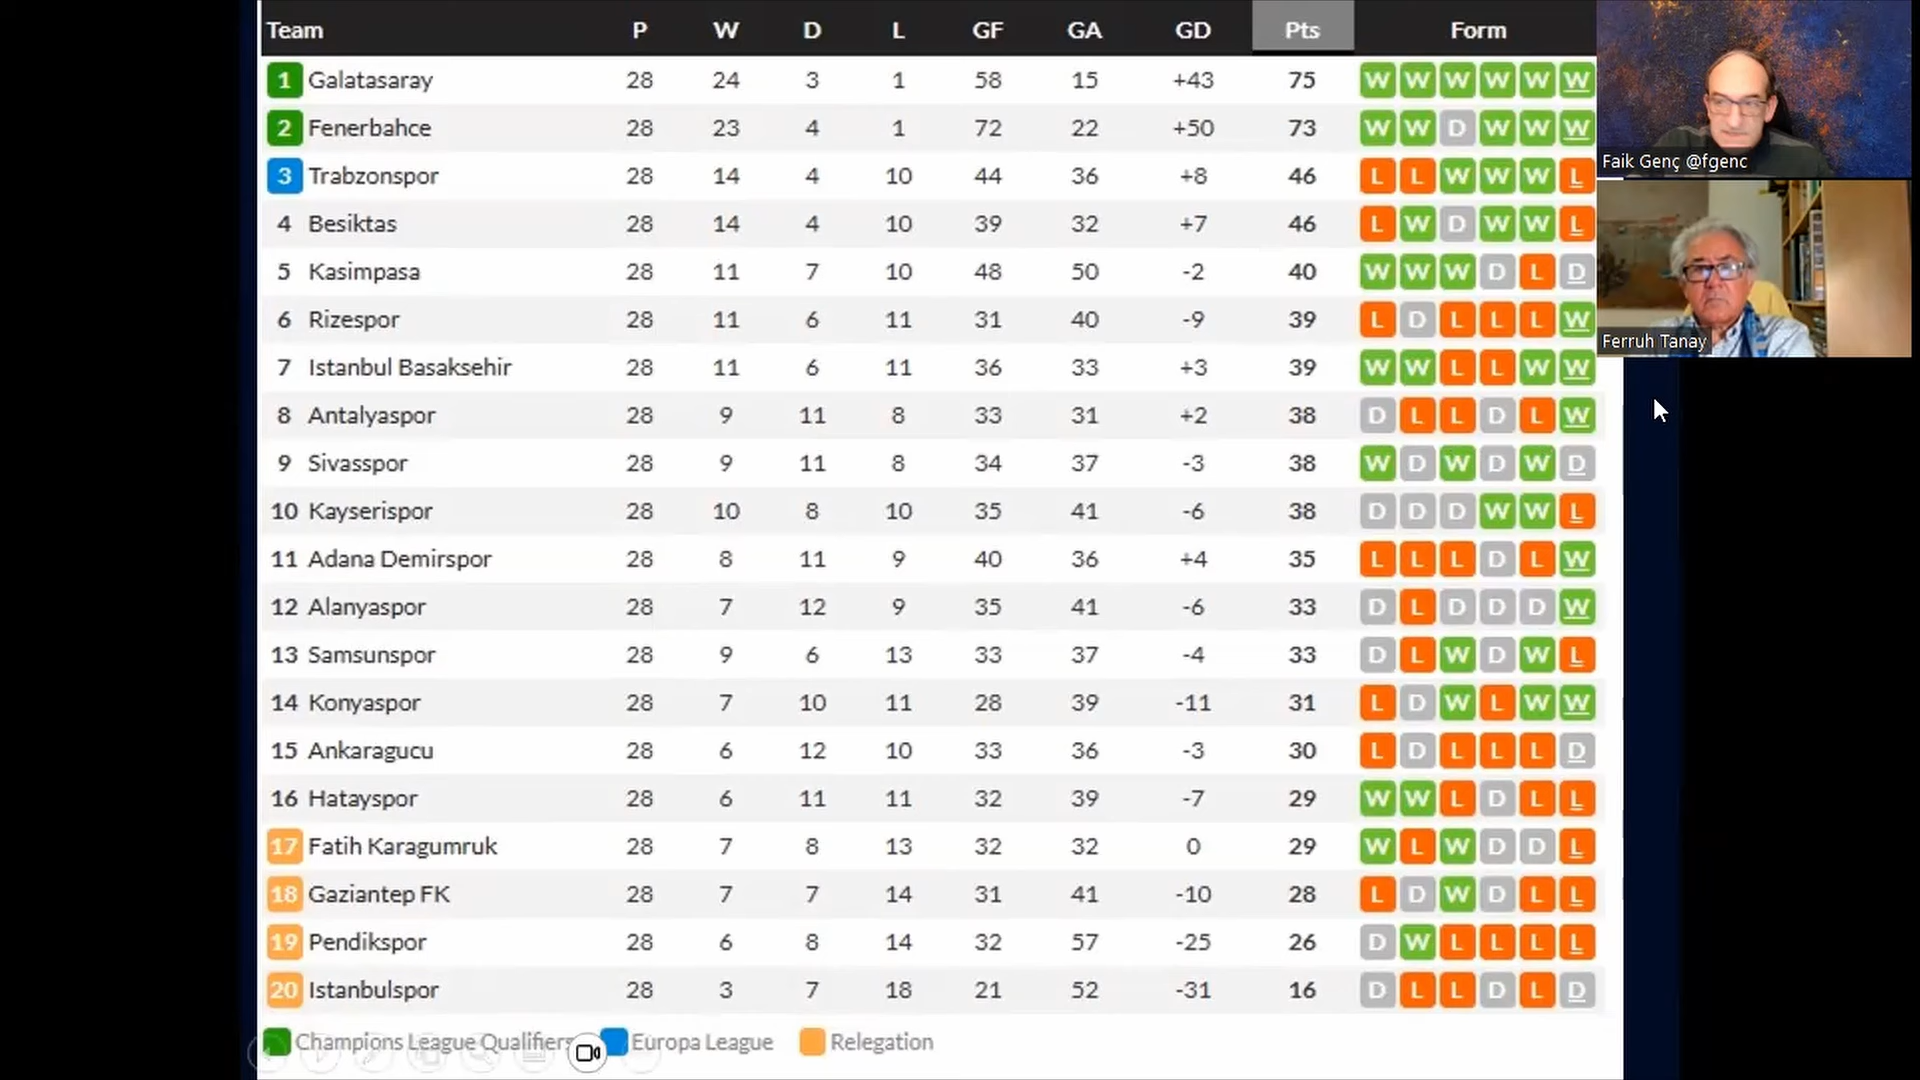 Team P W D L GF GA GD Pts Form
1 Galatasaray 28 24 3 1 58 15 +43 75 W W W W W W
2 Fenerbahce 28 23 4 1 72 22 +50 73 W W D W W W
3 Trabzonspor 28 14 4 10 44 36 +8 46 L L W W W L
4 Besiktas 28 14 4 10 39 32 +7 46 L W D W W L
5 Kasimpasa 28 11 7 10 48 50 -2 40 W W W D L D
6 Rizespor 28 11 6 11 31 40 -9 39 L D L L L W
7 Istanbul Basaksehir 28 11 6 11 36 33 +3 39 W W L L W W
8 Antalyaspor 28 9 11 8 33 31 +2 38 D L L D L W
9 Sivasspor 28 9 11 8 34 37 -3 38 W D W D W D
10 Kayserispor 28 10 8 10 35 41 -6 38 D D D W W L
11 Adana Demirspor 28 8 11 9 40 36 +4 35 L L L D L W
12 Alanyaspor 28 7 12 9 35 41 -6 33 D L D D D W
13 Samsunspor 28 9 6 13 33 37 -4 33 D L W D W L
14 Konyaspor 28 7 10 11 28 39 -11 31 L D W L W W
15 Ankaragucu 28 6 12 10 33 36 -3 30 L D L L L D
16 Hatayspor 28 6 11 11 32 39 -7 29 W W L D L L
17 Fatih Karagumruk 28 7 8 13 32 32 0 29 W L W D D L
18 Gaziantep FK 28 7 7 14 31 41 -10 28 L D W D L L
19 Pendikspor 28 6 8 14 32 57 -25 26 D W L L L L
20 Istanbulspor 28 3 7 18 21 52 -31 16 D L L D L D
Champions League Qualifiers Europa League Relegation
Faik Genç @fgenc
Ferruh Tanay